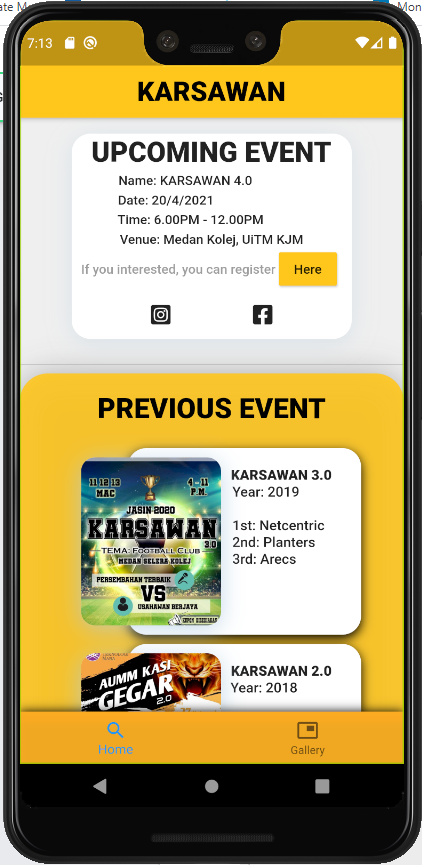 ate M
Mon
7:13
G
KARSAWAN
UPCOMING EVENT
Name: KARSAWAN 4.0
Date: 20/4/2021
Time: 6.00PM - 12.00PM
Venue: Medan Kolej, UiTM KJM
If you interested, you can register Here
PREVIOUS EVENT
11 12 13
MAC
4 - 11
P.M.
JASIN 2020
KARSAWAN
3.0
TEMA: FOOTBALL CLUB
MEDAN SELERA KOLEJ
PERSEMBAHAN TERBAIK
VS
USAHAWAN BERJAYA
KARSAWAN 3.0
Year: 2019
1st: Netcentric
2nd: Planters
3rd: Arecs
AUMM KASI
GEGAR
2.0
KARSAWAN 2.0
Year: 2018
Home
Gallery